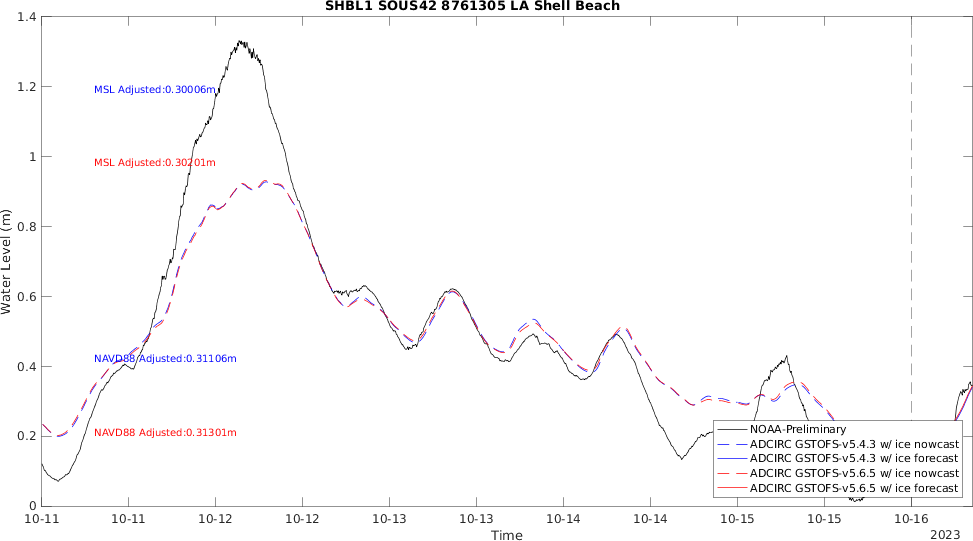 SHBL1 SOUS42 8761305 LA Shell Beach
1.4
1.2
1
0.8
0.6
0.4
0.2
0
Water Level (m)
MSL Adjusted:0.30006m
MSL Adjusted:0.30201m
NAVD88 Adjusted:0.31106m
NAVD88 Adjusted:0.31301m
NOAA-Preliminary
ADCIRC GSTOFS-v5.4.3 w/ ice nowcast
ADCIRC GSTOFS-v5.4.3 w/ ice forecast
ADCIRC GSTOFS-v5.6.5 w/ ice nowcast
ADCIRC GSTOFS-v5.6.5 w/ ice forecast
10-11 10-11 10-12 10-12 10-13 10-13 10-14 10-14 10-15 10-15 10-16
Time
2023